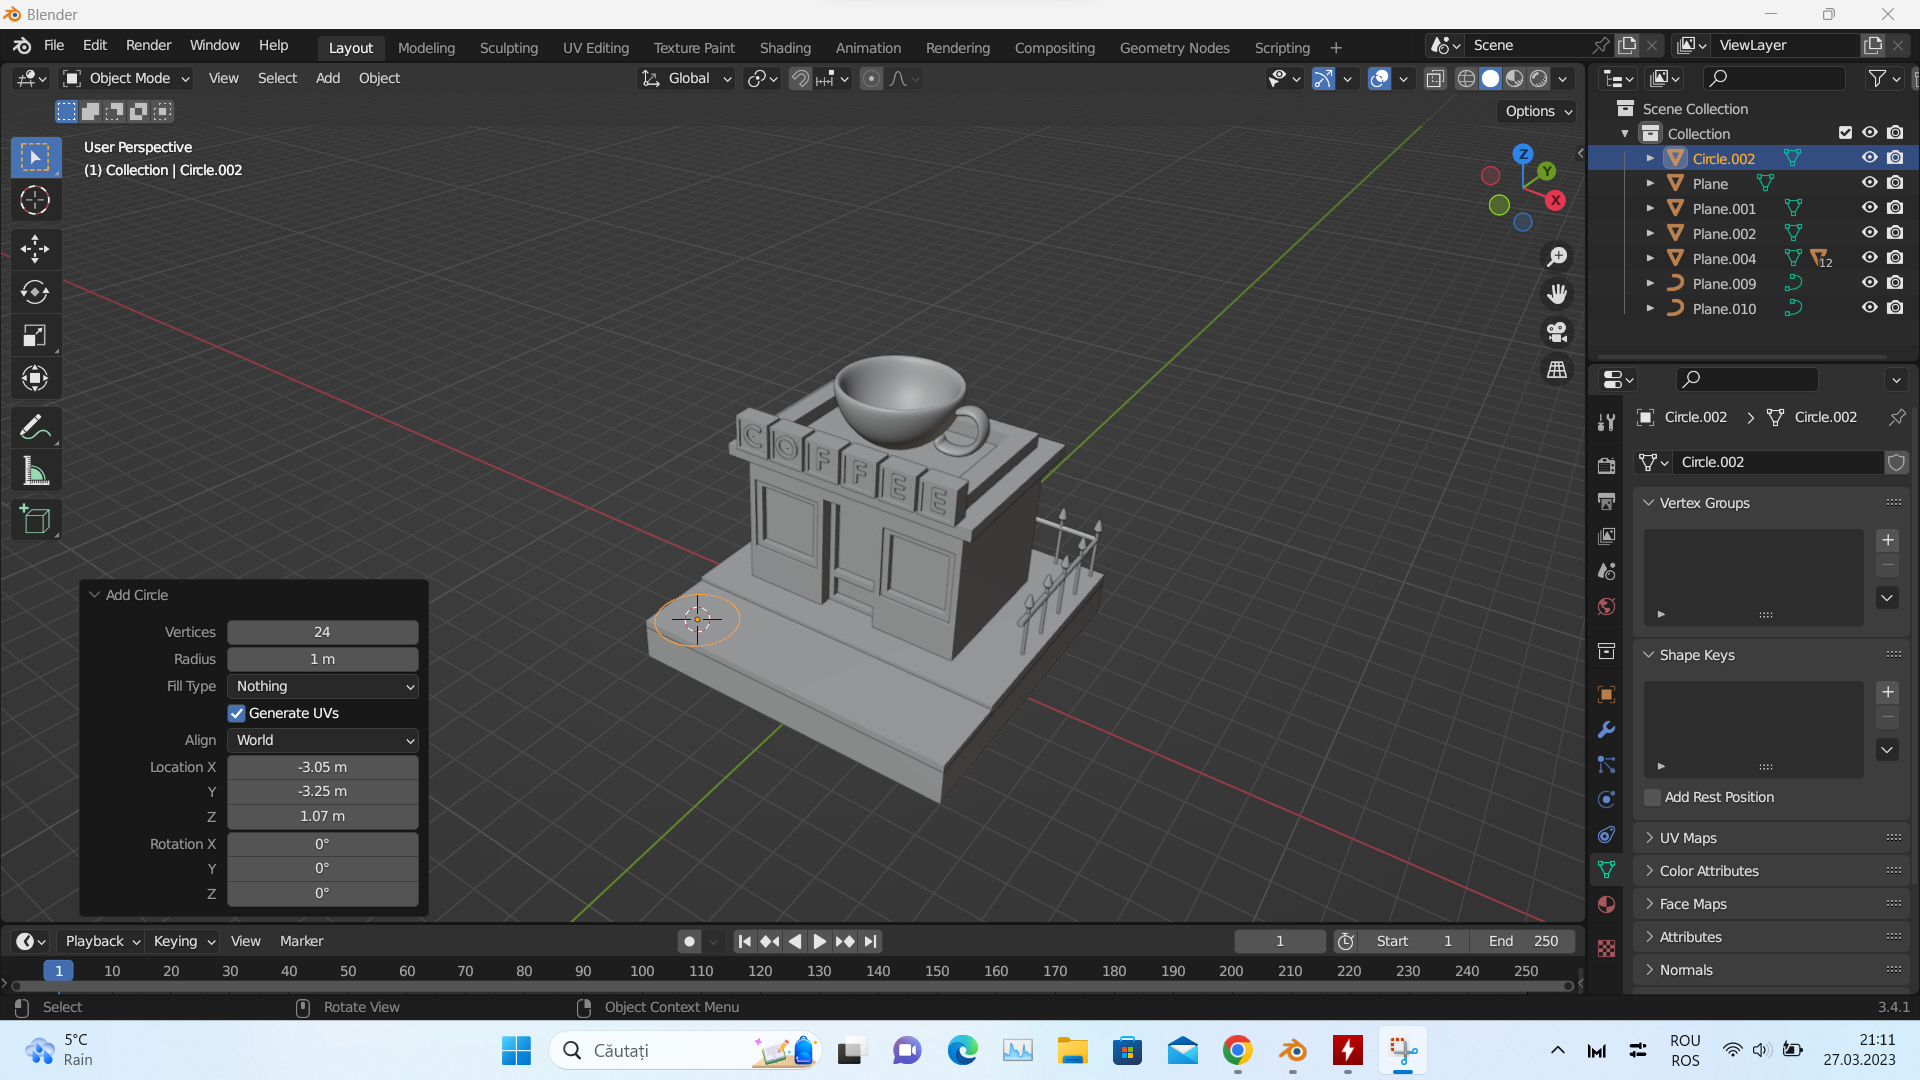 Blender
File Edit Render Window Help Layout Modeling Sculpting UV Editing Texture Paint Shading Animation Rendering Compositing Geometry Nodes Scripting + Scene ViewLayer
Object Mode View Select Add Object Global
Options
User Perspective
(1) Collection | Circle.002
Z
Y
X
COFFEE
Add Circle
Vertices 24
Radius 1 m
Fill Type Nothing
Generate UVs
Align World
Location X -3.05 m
Y -3.25 m
Z 1.07 m
Rotation X 0°
Y 0°
Z 0°
Scene Collection
Collection
Circle.002
Plane
Plane.001
Plane.002
Plane.004 12
Plane.009
Plane.010
Circle.002 > Circle.002
Circle.002
Vertex Groups
Shape Keys
Add Rest Position
UV Maps
Color Attributes
Face Maps
Attributes
Normals
Playback Keying View Marker 1 Start 1 End 250
1 10 20 30 40 50 60 70 80 90 100 110 120 130 140 150 160 170 180 190 200 210 220 230 240 250
Select Rotate View Object Context Menu 3.4.1
5°C
Rain
Căutați
ROU
ROS
21:11
27.03.2023